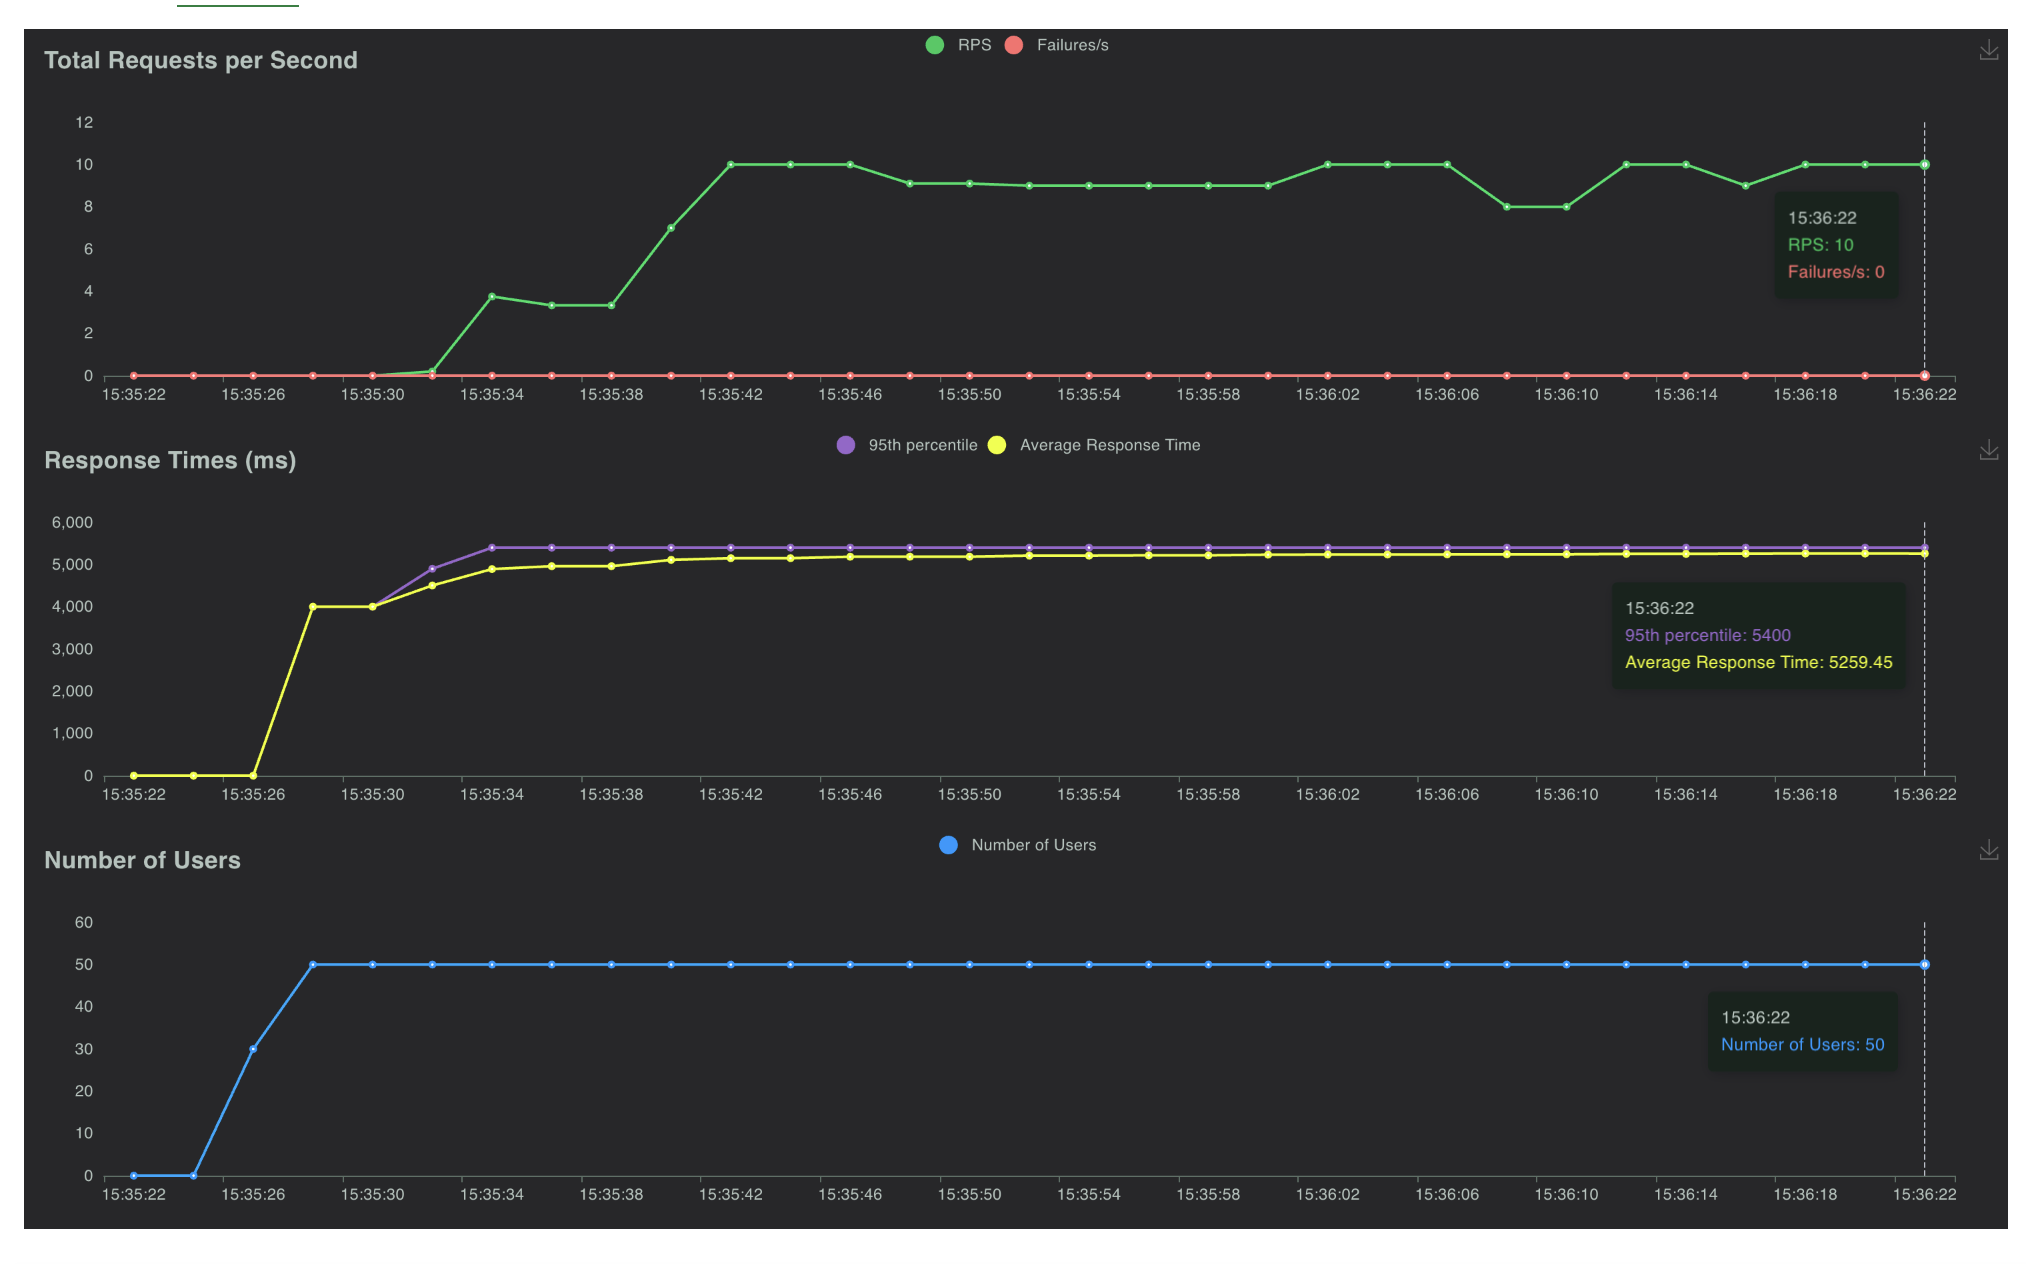 RPS Failures/s
Total Requests per Second
12
10
8
6
4
2
0
15:36:22
RPS: 10
Failures/s: 0
15:35:22 15:35:26 15:35:30 15:35:34 15:35:38 15:35:42 15:35:46 15:35:50 15:35:54 15:35:58 15:36:02 15:36:06 15:36:10 15:36:14 15:36:18 15:36:22
95th percentile Average Response Time
Response Times (ms)
6,000
5,000
4,000
3,000
2,000
1,000
0
15:36:22
95th percentile: 5400
Average Response Time: 5259.45
15:35:22 15:35:26 15:35:30 15:35:34 15:35:38 15:35:42 15:35:46 15:35:50 15:35:54 15:35:58 15:36:02 15:36:06 15:36:10 15:36:14 15:36:18 15:36:22
Number of Users
Number of Users
60
50
40
30
20
10
0
15:36:22
Number of Users: 50
15:35:22 15:35:26 15:35:30 15:35:34 15:35:38 15:35:42 15:35:46 15:35:50 15:35:54 15:35:58 15:36:02 15:36:06 15:36:10 15:36:14 15:36:18 15:36:22